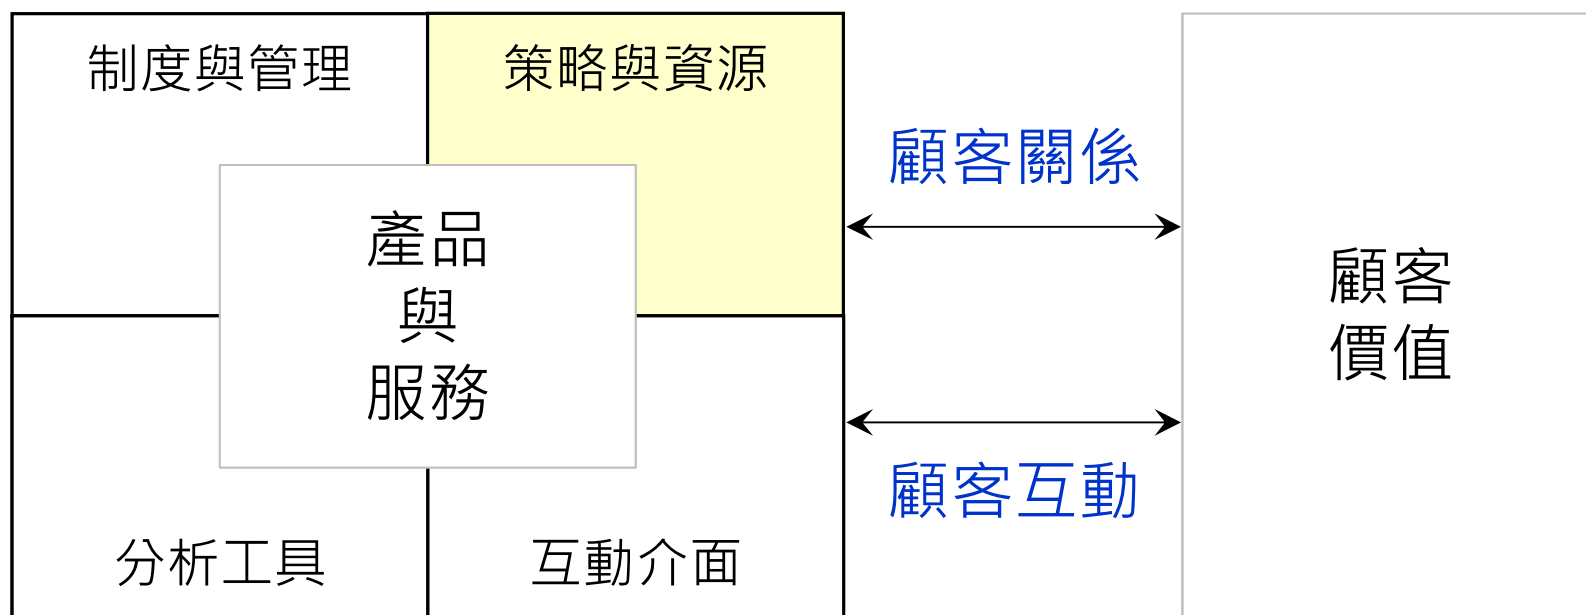 制度與管理
策略與資源
產品
與
服務
分析工具
互動介面
顧客關係
顧客互動
顧客
價值